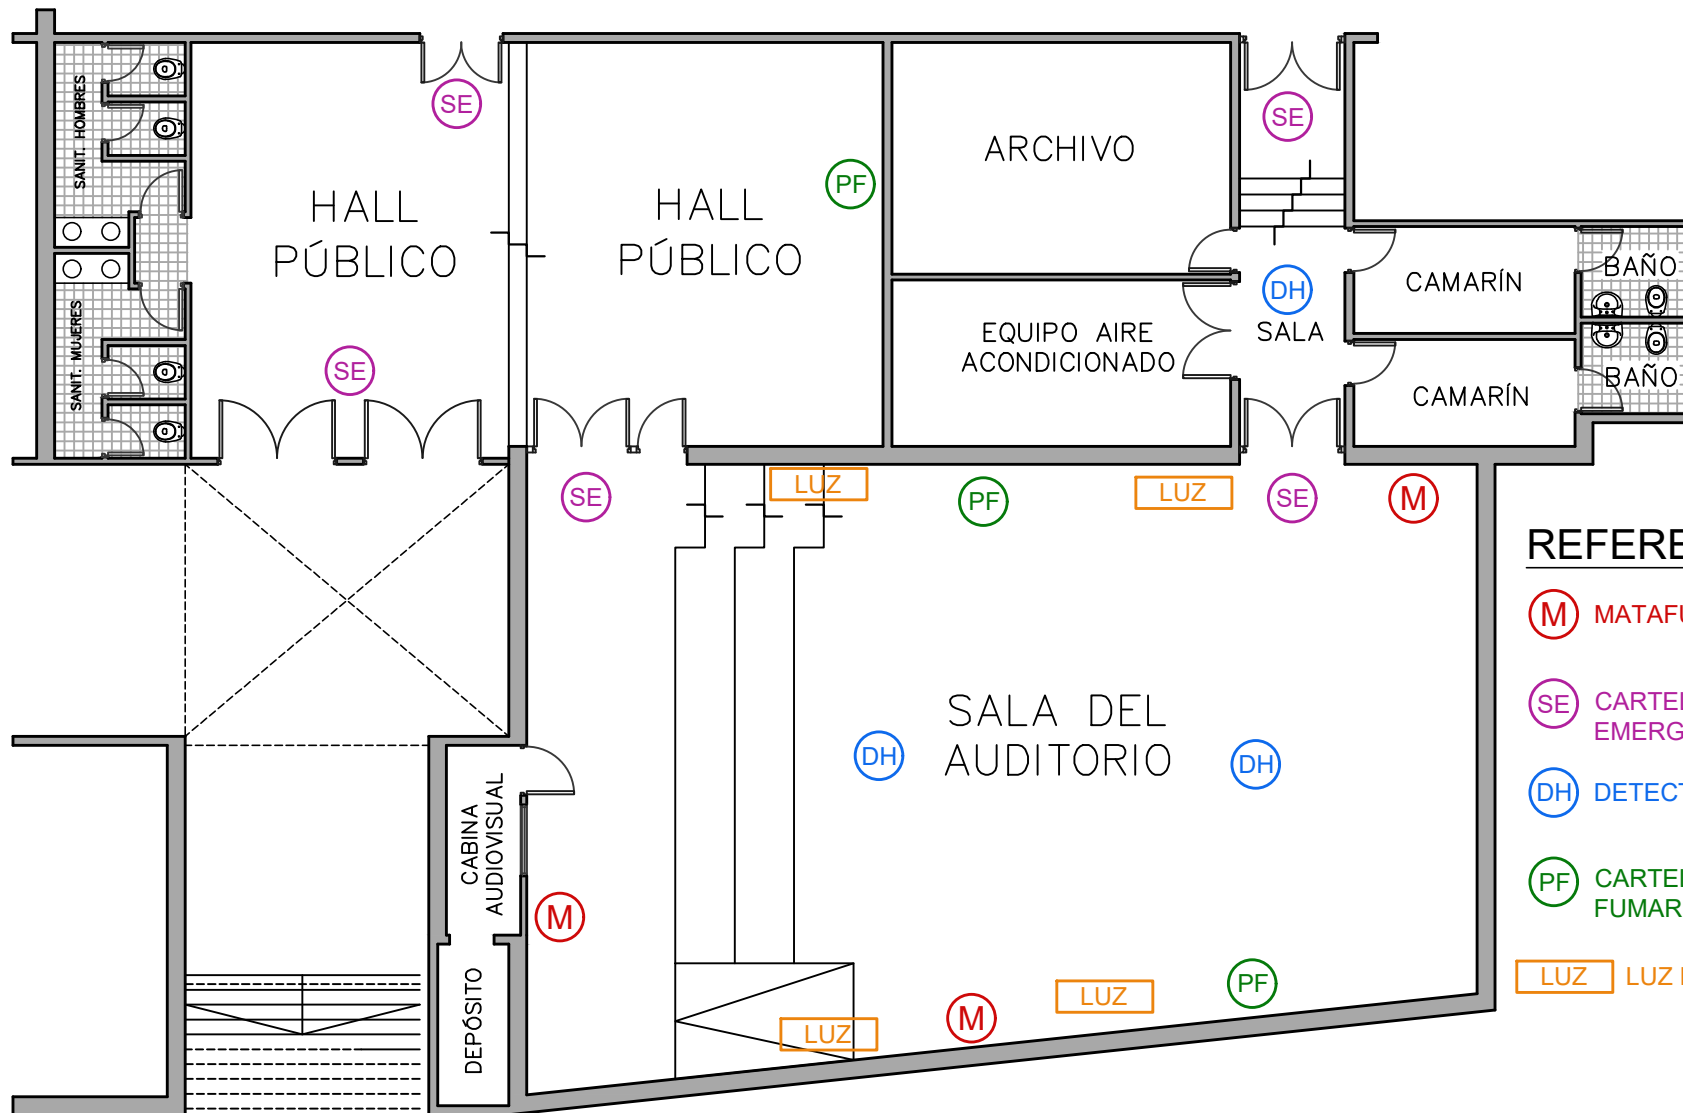 SANIT. HOMBRES
SANIT. MUJERES
SE
HALL
PÚBLICO
SE
HALL
PÚBLICO
PF
ARCHIVO
EQUIPO AIRE
ACONDICIONADO
SE
DH
SALA
CAMARÍN
BAÑO
CAMARÍN
BAÑO
SE
LUZ
PF
LUZ
SE
M
SALA DEL
AUDITORIO
DH
DH
CABINA
AUDIOVISUAL
M
DEPÓSITO
LUZ
M
LUZ
PF
M
SE
DH
PF
LUZ
LUZ